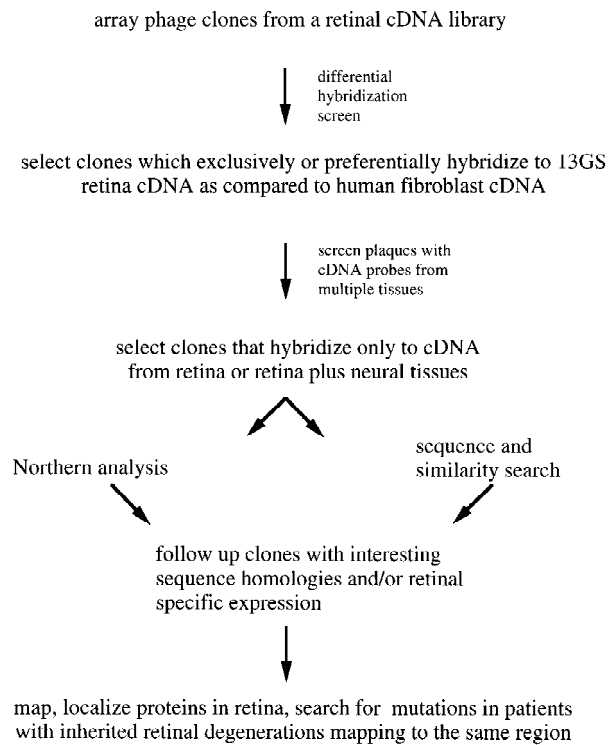 array phage clones from a retinal cDNA library
differential
hybridization
screen
select clones which exclusively or preferentially hybridize to 13GS
retina cDNA as compared to human fibroblast cDNA
screen plaques with
cDNA probes from
multiple tissues
select clones that hybridize only to cDNA
from retina or retina plus neural tissues
Northern analysis
sequence and
similarity search
follow up clones with interesting
sequence homologies and/or retinal
specific expression
map, localize proteins in retina, search for mutations in patients
with inherited retinal degenerations mapping to the same region